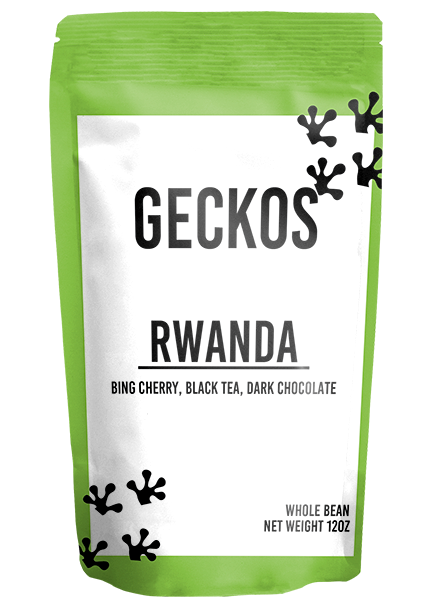 GECKOS
RWANDA
BING CHERRY, BLACK TEA, DARK CHOCOLATE
WHOLE BEAN
NET WEIGHT 12OZ